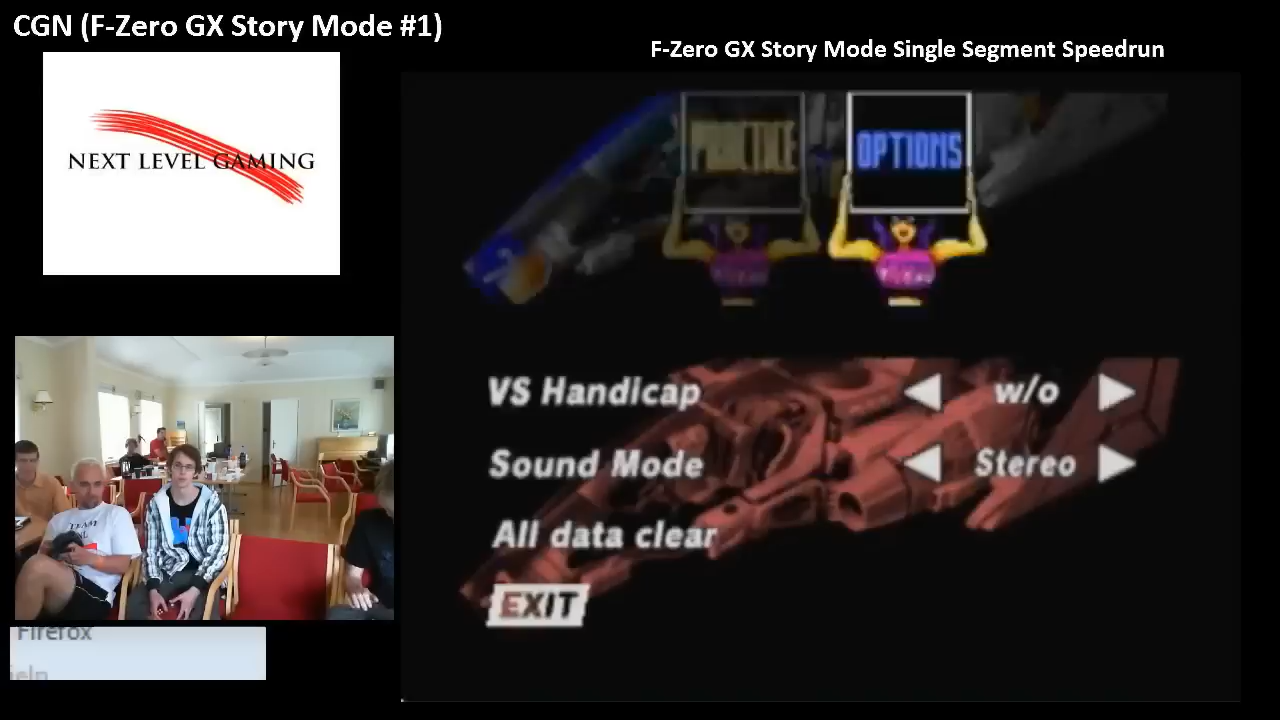 CGN (F-Zero GX Story Mode #1)
F-Zero GX Story Mode Single Segment Speedrun
NEXT LEVEL GAMING
PRACTICE
OPTIONS
VS Handicap w/o
Sound Mode Stereo
All data clear
EXIT
TEAM
Firefox